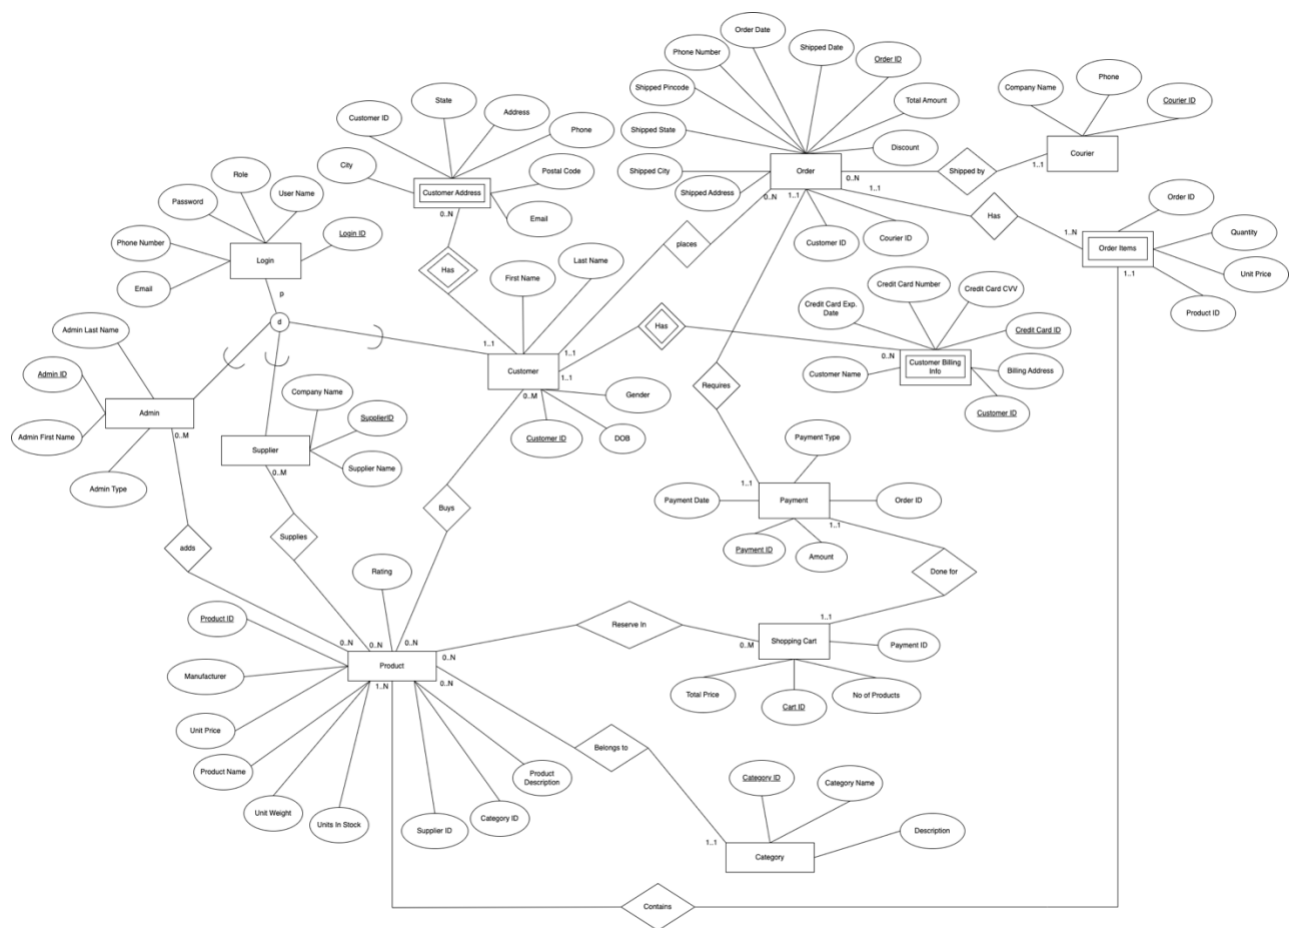 Order Date
Phone Number
Shipped Date
Order ID
Shipped Pincode
Total Amount
Shipped State
Discount
Shipped City
Shipped Address
Order
0..N
1..1
0..N
1..1
Customer ID
Courier ID
Shipped by
1..1
Company Name
Phone
Courier ID
Courier
Has
1..N
Order Items
1..1
Order ID
Quantity
Unit Price
Product ID
State
Customer ID
Address
Phone
City
Postal Code
Email
Customer Address
0..N
Has
places
Role
Password
User Name
Phone Number
Login ID
Email
Login
p
d
First Name
Last Name
1..1
1..1
1..1
Customer
0..M
Gender
Customer ID
DOB
Has
0..N
Credit Card Number
Credit Card CVV
Credit Card Exp.
Date
Credit Card ID
Customer Name
Billing Address
Customer ID
Customer Billing
Info
Admin Last Name
Admin ID
Admin
Admin First Name
Admin Type
0..M
Company Name
SupplierID
Supplier
Supplier Name
0..M
Requires
Payment Type
1..1
Payment Date
Payment
Order ID
1..1
Payment ID
Amount
adds
Supplies
Buys
Done for
Rating
Product ID
Manufacturer
Unit Price
Product Name
Unit Weight
Units In Stock
Supplier ID
Category ID
Product
Description
0..N
0..N
0..N
0..N
Product
1..N
0..N
Reserve In
1..1
0..M
Shopping Cart
Payment ID
Total Price
Cart ID
No of Products
Belongs to
Category ID
Category Name
Description
1..1
Category
Contains